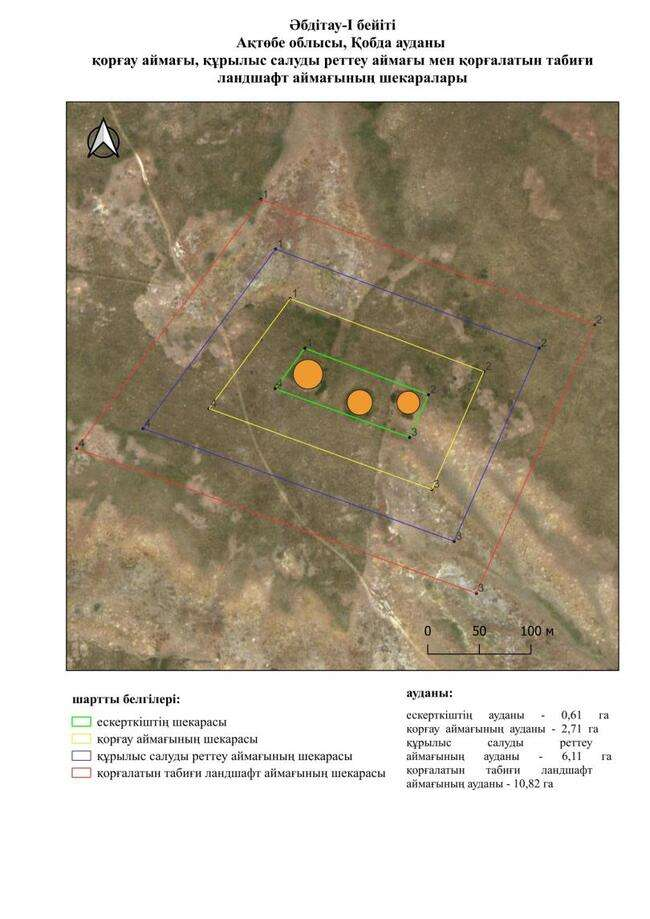 Әбдітау-I бейіті
Ақтөбе облысы, Қобда ауданы
қорғау аймағы, құрылыс салуды реттеу аймағы мен қорғалатын табиғи
ландшафт аймағының шекаралары
1
1
2
1
2
1
2
4
2
4
3
4
4
3
3
3
0 50 100 м
шартты белгілері:
ескерткіштің шекарасы
қорғау аймағының шекарасы
құрылыс салуды реттеу аймағының шекарасы
қорғалатын табиғи ландшафт аймағының шекарасы
ауданы:
ескерткіштің ауданы - 0,61 га
қорғау аймағының ауданы - 2,71 га
құрылыс салуды реттеу
аймағының ауданы - 6,11 га
қорғалатын табиғи ландшафт
аймағының ауданы - 10,82 га